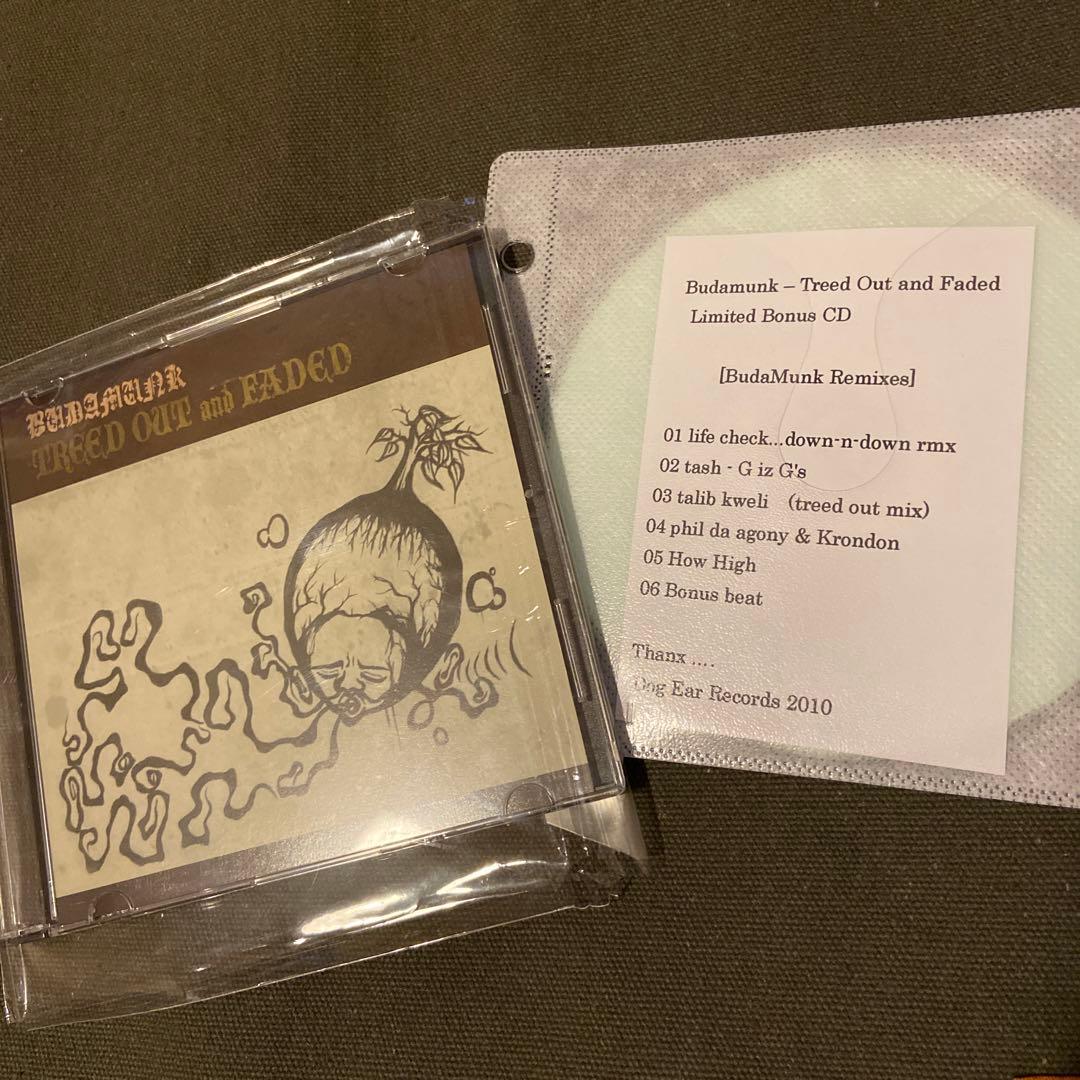 BUDAMUNK
TREED OUT and FADED
Budamunk – Treed Out and Faded
Limited Bonus CD
[BudaMunk Remixes]
01 life check...down-n-down rmx
02 tash - G iz G's
03 talib kweli (treed out mix)
04 phil da agony & Krondon
05 How High
06 Bonus beat
Thanx ....
Dog Ear Records 2010